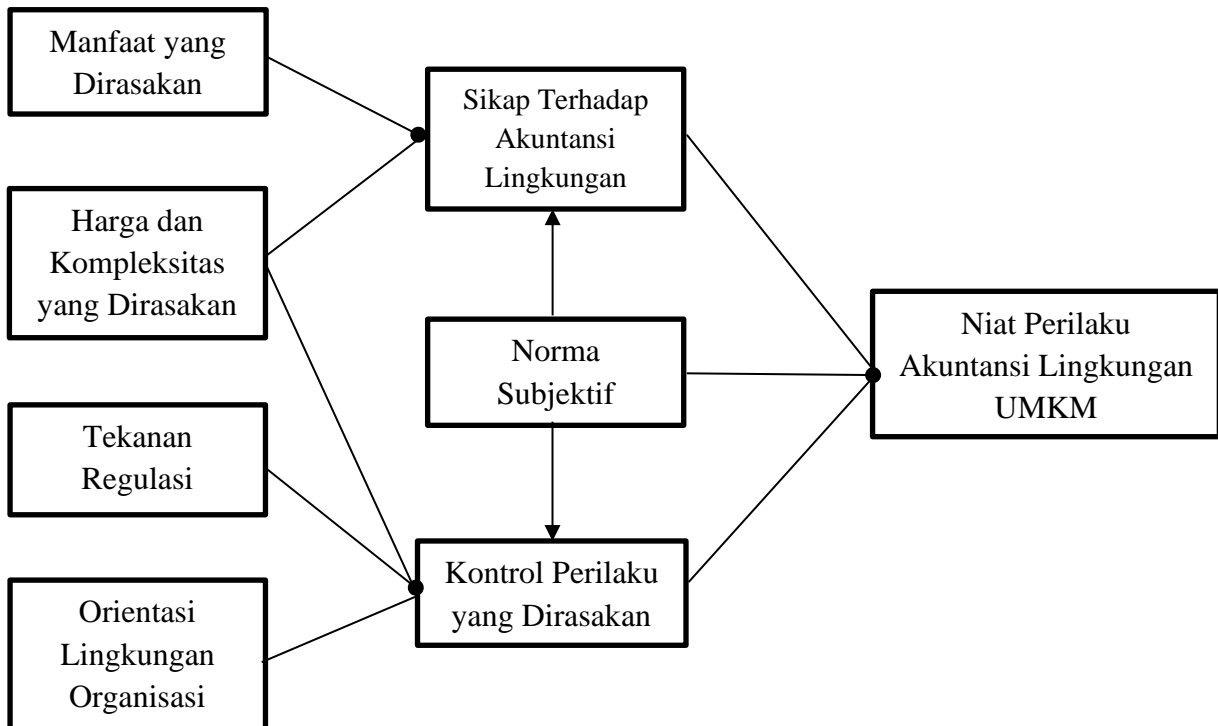 Manfaat yang
Dirasakan
Harga dan
Kompleksitas
yang Dirasakan
Tekanan
Regulasi
Orientasi
Lingkungan
Organisasi
Sikap Terhadap
Akuntansi
Lingkungan
Norma
Subjektif
Kontrol Perilaku
yang Dirasakan
Niat Perilaku
Akuntansi Lingkungan
UMKM